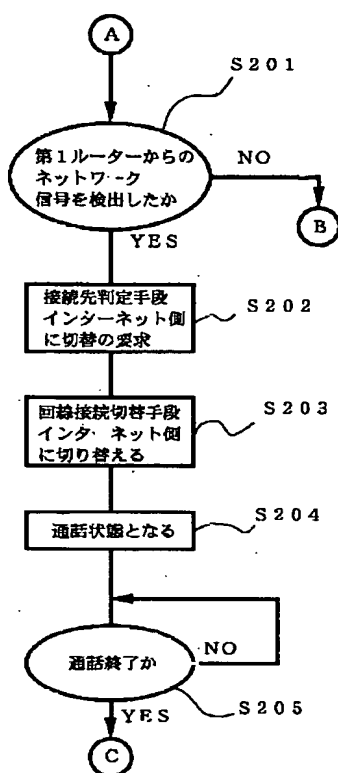 A
S201
第1ルーターからの
ネットワーク
信号を検出したか
NO
B
YES
接続先判定手段
インターネット側
に切替の要求
S202
回線接続切替手段
インターネット側
に切り替える
S203
通話状態となる
S204
通話終了か
NO
YES
S205
C